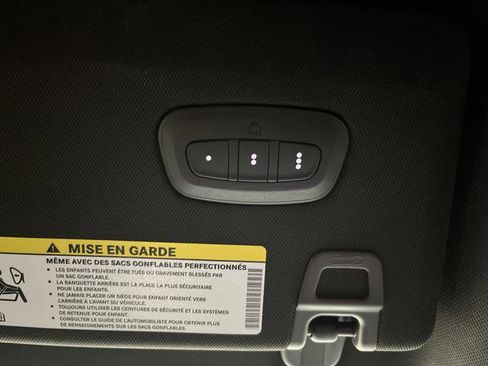 MISE EN GARDE
MÊME AVEC DES SACS GONFLABLES PERFECTIONNÉS
• LES ENFANTS PEUVENT ÊTRE TUÉS OU GRAVEMENT BLESSÉS PAR
UN SAC GONFLABLE.
• LA BANQUETTE ARRIÈRE EST LA PLACE LA PLUS SÉCURITAIRE
POUR LES ENFANTS.
• NE JAMAIS PLACER UN SIÈGE POUR ENFANT ORIENTÉ VERS
L'ARRIÈRE À L'AVANT DU VÉHICULE.
• TOUJOURS UTILISER LES CEINTURES DE SÉCURITÉ ET LES SYSTÈMES
DE RETENUE POUR ENFANT.
• CONSULTER LE GUIDE DE L'AUTOMOBILISTE POUR OBTENIR PLUS
DE RENSEIGNEMENTS SUR LES SACS GONFLABLES.